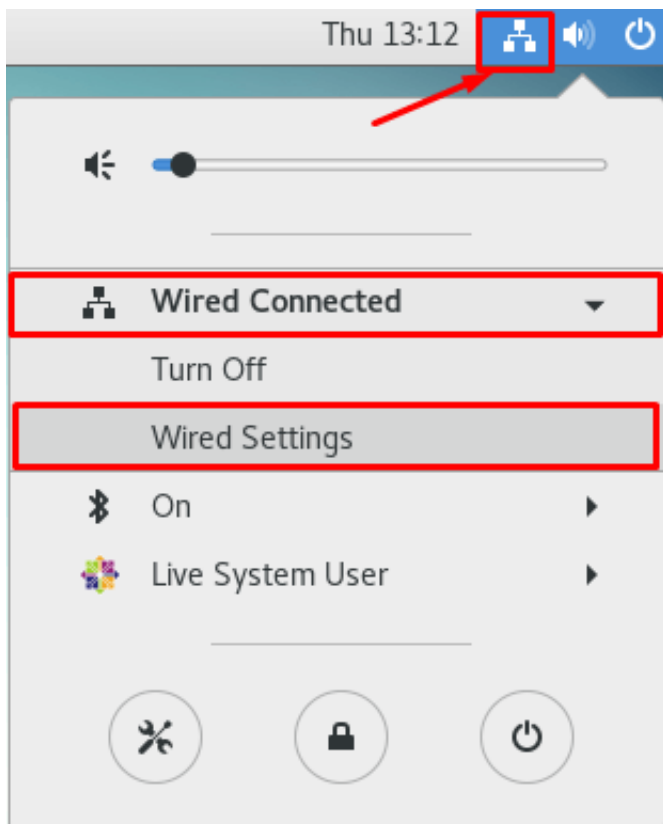 Thu 13:12
Wired Connected
Turn Off
Wired Settings
On
Live System User